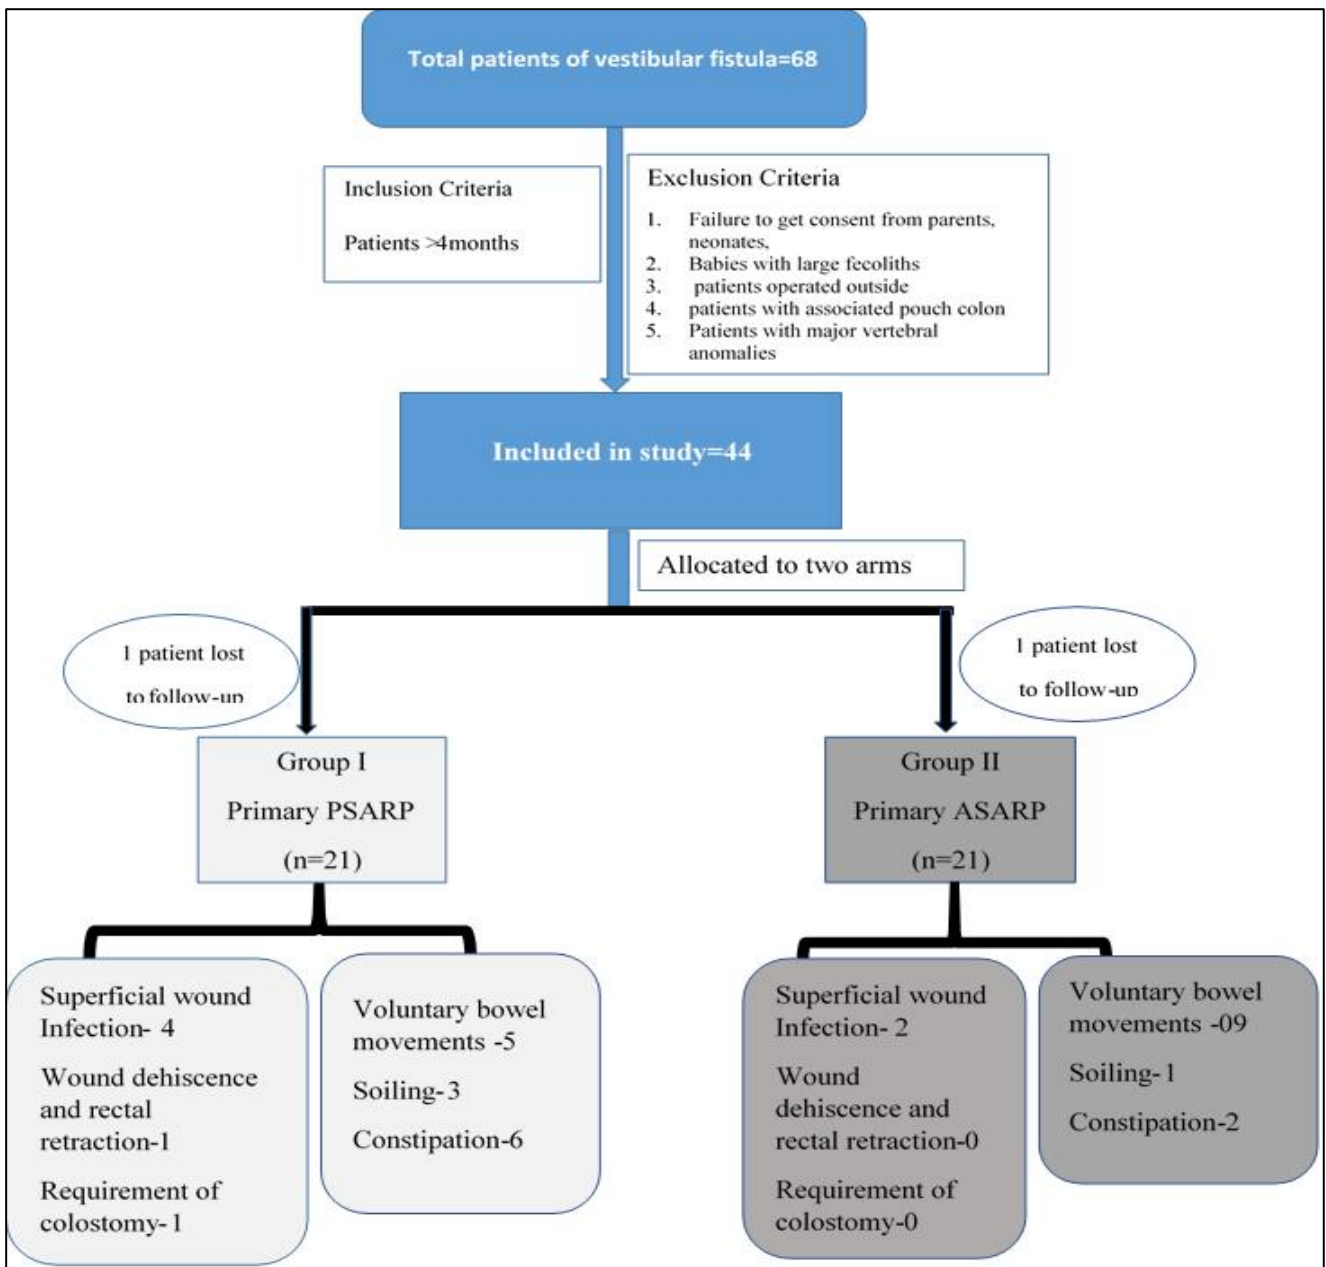 Total patients of vestibular fistula=68
Inclusion Criteria
Patients >4months
Exclusion Criteria
1. Failure to get consent from parents,
neonates,
2. Babies with large fecoliths
3. patients operated outside
4. patients with associated pouch colon
5. Patients with major vertebral
anomalies
Included in study=44
Allocated to two arms
1 patient lost
to follow-up
1 patient lost
to follow-up
Group I
Primary PSARP
(n=21)
Group II
Primary ASARP
(n=21)
Superficial wound
Infection- 4
Wound dehiscence
and rectal
retraction-1
Requirement of
colostomy-1
Voluntary bowel
movements -5
Soiling-3
Constipation-6
Superficial wound
Infection- 2
Wound
dehiscence and
rectal retraction-0
Requirement of
colostomy-0
Voluntary bowel
movements -09
Soiling-1
Constipation-2